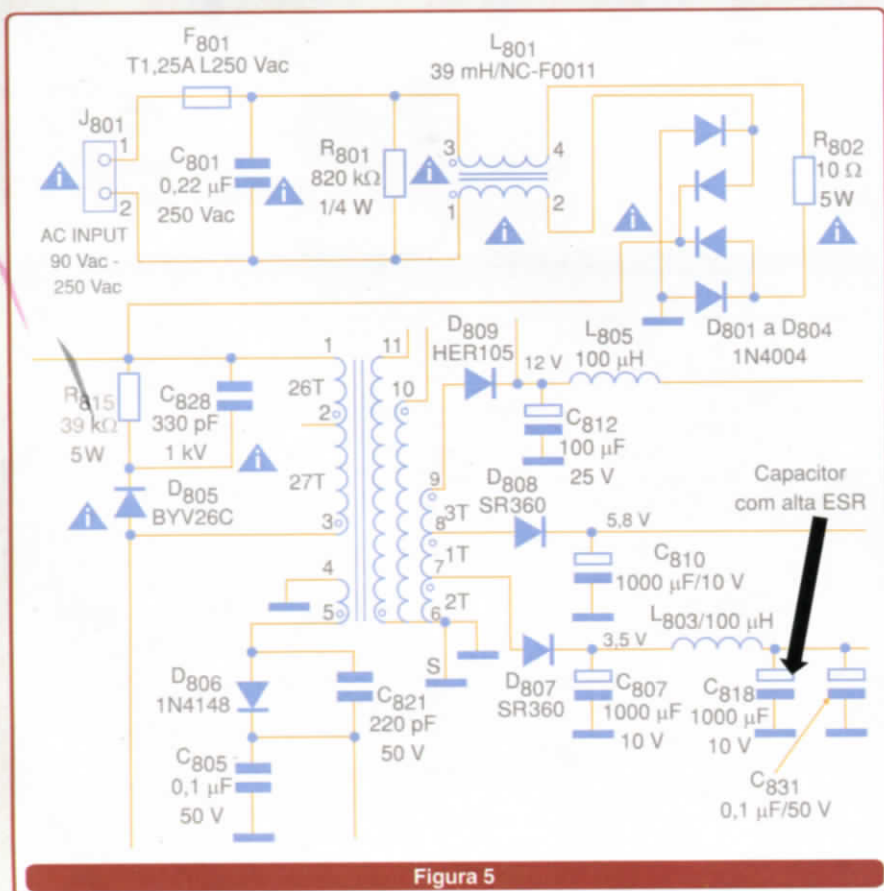 F801
T1,25A L250 Vac
L801
39 mH/NC-F0011
J801
1
2
AC INPUT
90 Vac -
250 Vac
C801
0,22 µF
250 Vac
R801
820 kΩ
1/4 W
3
4
1
2
R802
10 Ω
5W
D801 a D804
1N4004
R815
39 kΩ
5W
C828
330 pF
1 kV
D805
BYV26C
1
26T
2
27T
3
4
5
11
10
9
3T
8
1T
7
2T
6
S
D809
HER105
12 V
L805
100 µH
C812
100 µF
25 V
D808
SR360
5,8 V
C810
1000 µF/10 V
Capacitor
com alta ESR
L803/100 µH
3,5 V
D807
SR360
C807
1000 µF
10 V
C818
1000 µF
10 V
C831
0,1 µF/50 V
D806
1N4148
C821
220 pF
50 V
C805
0,1 µF
50 V
Figura 5